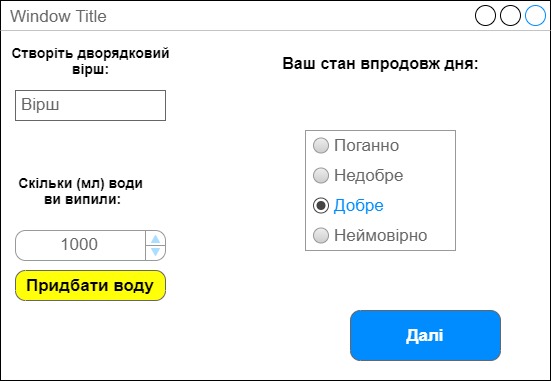 Window Title
Створіть дворядковий
вірш:
Вірш
Скільки (мл) води
ви випили:
1000
Придбати воду
Ваш стан впродовж дня:
Поганно
Недобре
Добре
Неймовірно
Далі